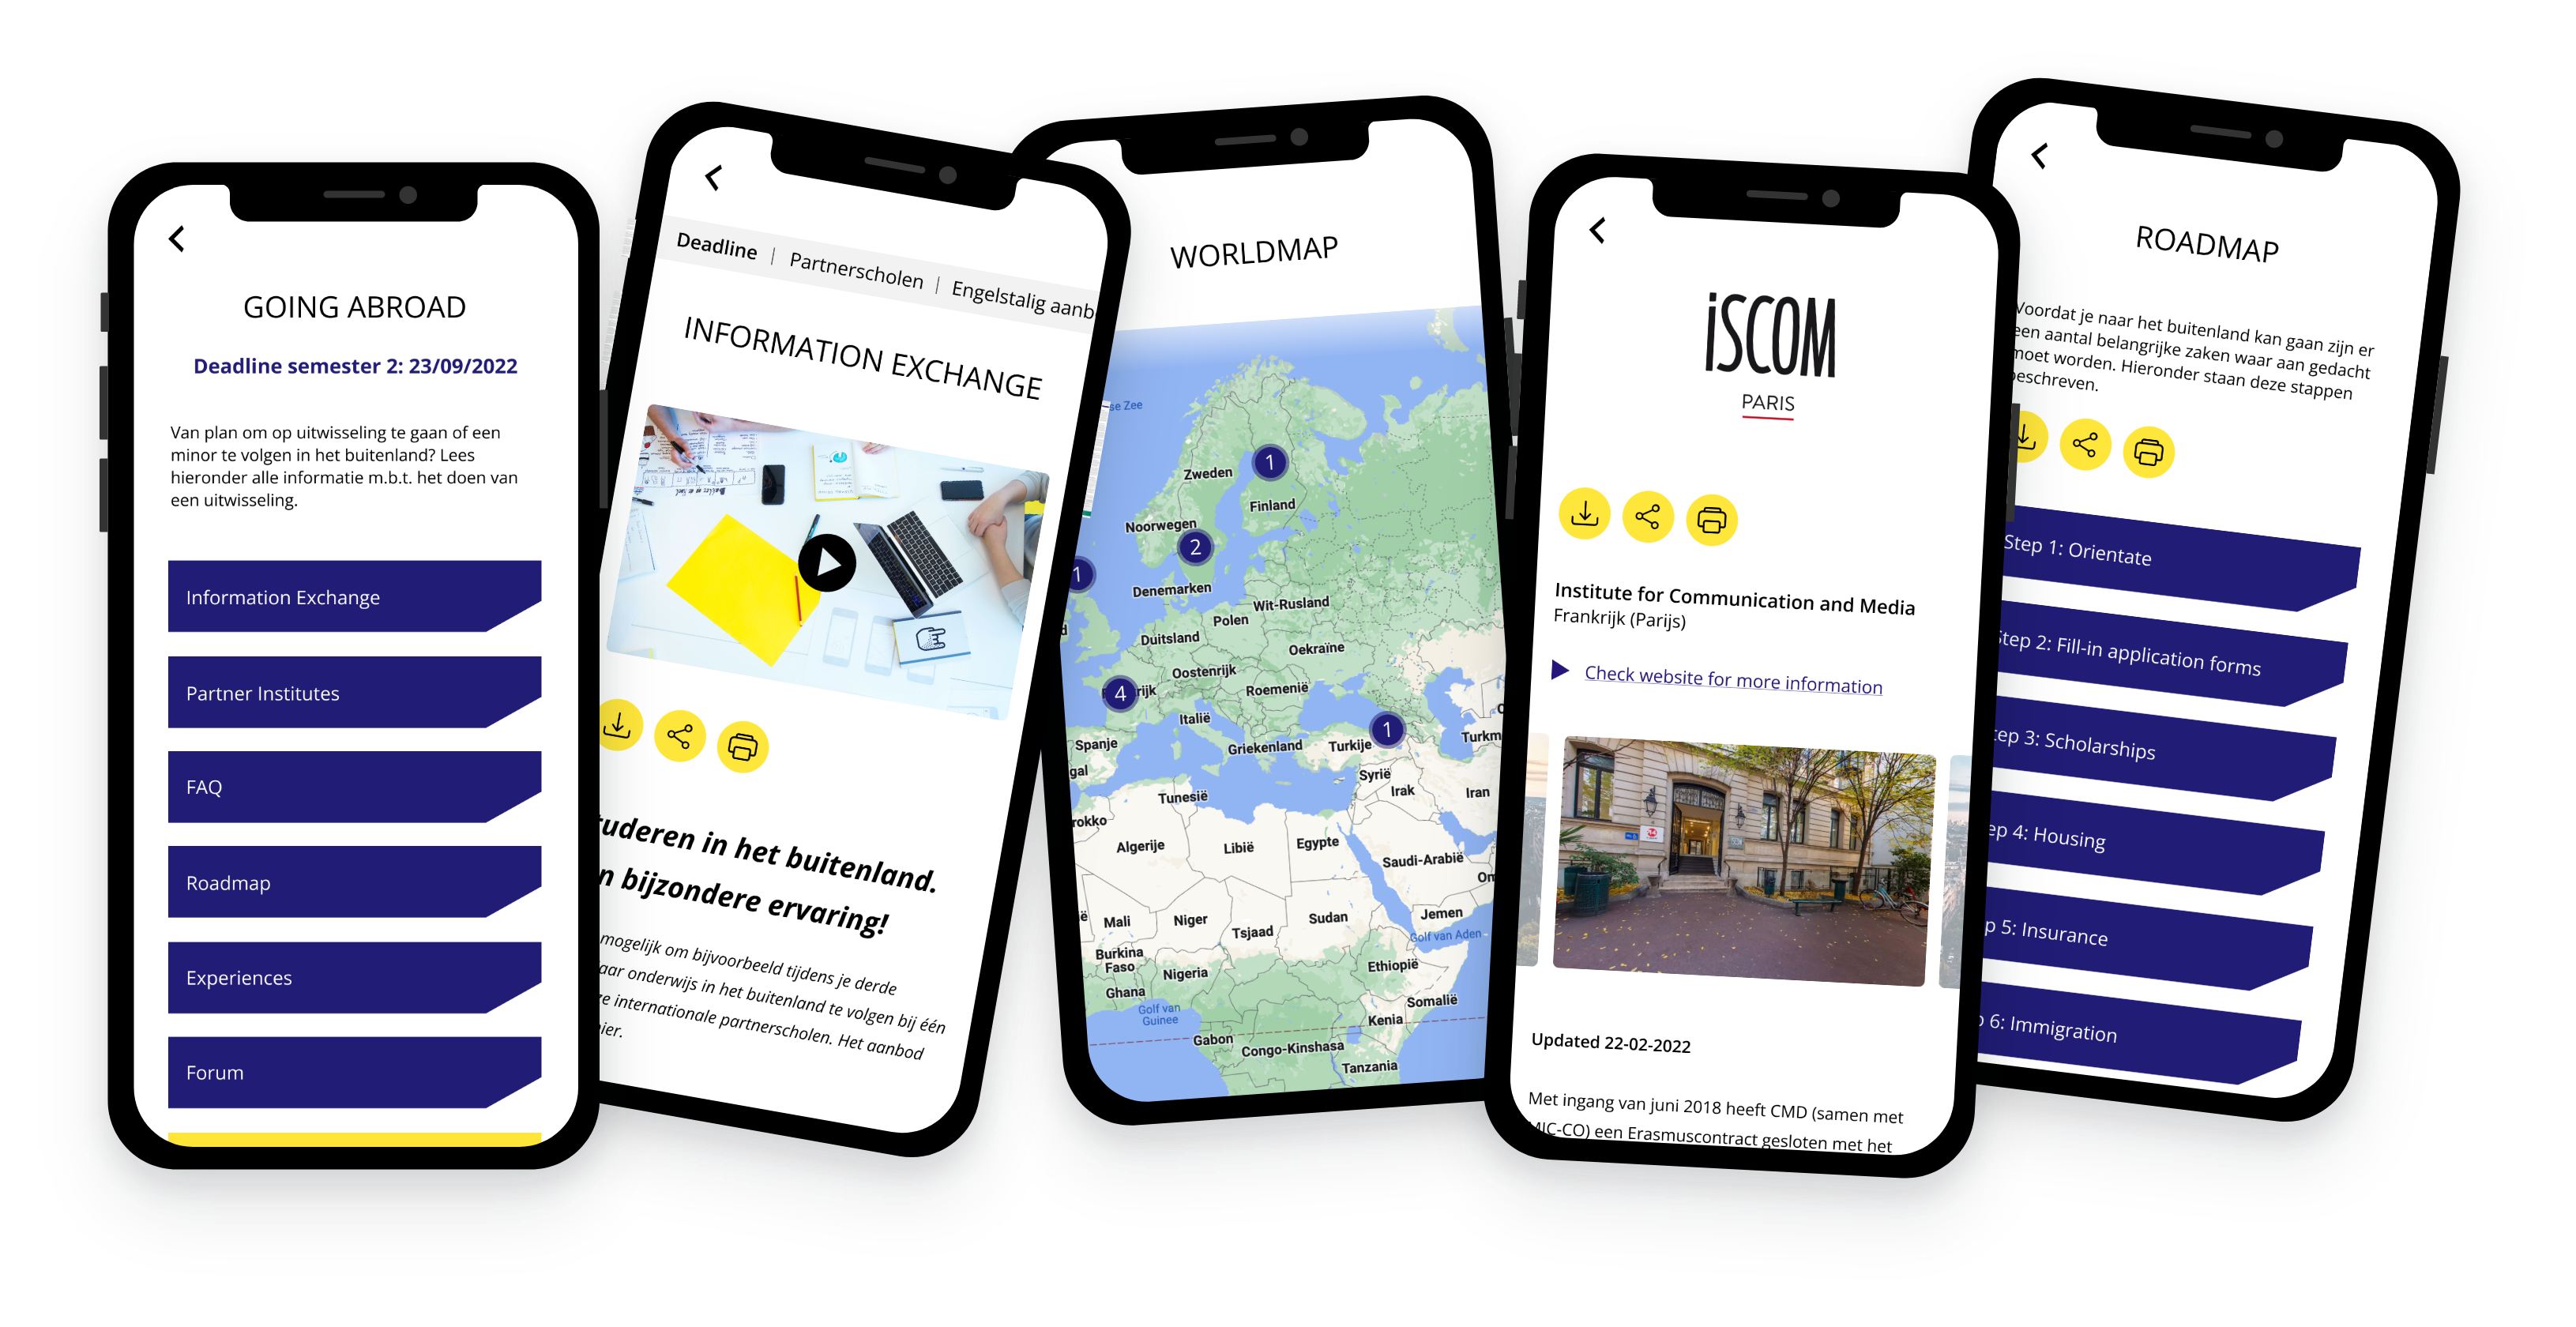 GOING ABROAD
Deadline semester 2: 23/09/2022
Van plan om op uitwisseling te gaan of een
minor te volgen in het buitenland? Lees
hieronder alle informatie m.b.t. het doen van
een uitwisseling.
Information Exchange
Partner Institutes
FAQ
Roadmap
Experiences
Forum
Deadline | Partnerscholen | Engelstalig aanb
INFORMATION EXCHANGE
tuderen in het buitenland.
n bijzondere ervaring!
mogelijk om bijvoorbeeld tijdens je derde
aar onderwijs in het buitenland te volgen bij één
ze internationale partnerscholen. Het aanbod
hier.
WORLDMAP
se Zee
1
Zweden
Finland
Noorwegen
2
1
Denemarken
Wit-Rusland
Polen
Duitsland
Oekraïne
Oostenrijk
Roemenië
4
rijk
Italië
1
Spanje
Griekenland
Turkije
Turkm
gal
Syrië
Irak
Iran
Tunesië
rokko
Algerije
Libië
Egypte
Saudi-Arabië
Om
ë
Mali
Niger
Tsjaad
Sudan
Jemen
Golf van Aden
Burkina
Faso
Nigeria
Ethiopië
Ghana
Golf van
Guinee
Somalië
Kenia
Gabon
Congo-Kinshasa
Tanzania
iSCOM
PARIS
Institute for Communication and Media
Frankrijk (Parijs)
Check website for more information
Updated 22-02-2022
Met ingang van juni 2018 heeft CMD (samen met
MIC-CO) een Erasmuscontract gesloten met het
ROADMAP
Voordat je naar het buitenland kan gaan zijn er
een aantal belangrijke zaken waar aan gedacht
moet worden. Hieronder staan deze stappen
beschreven.
Step 1: Orientate
Step 2: Fill-in application forms
tep 3: Scholarships
ep 4: Housing
p 5: Insurance
p 6: Immigration